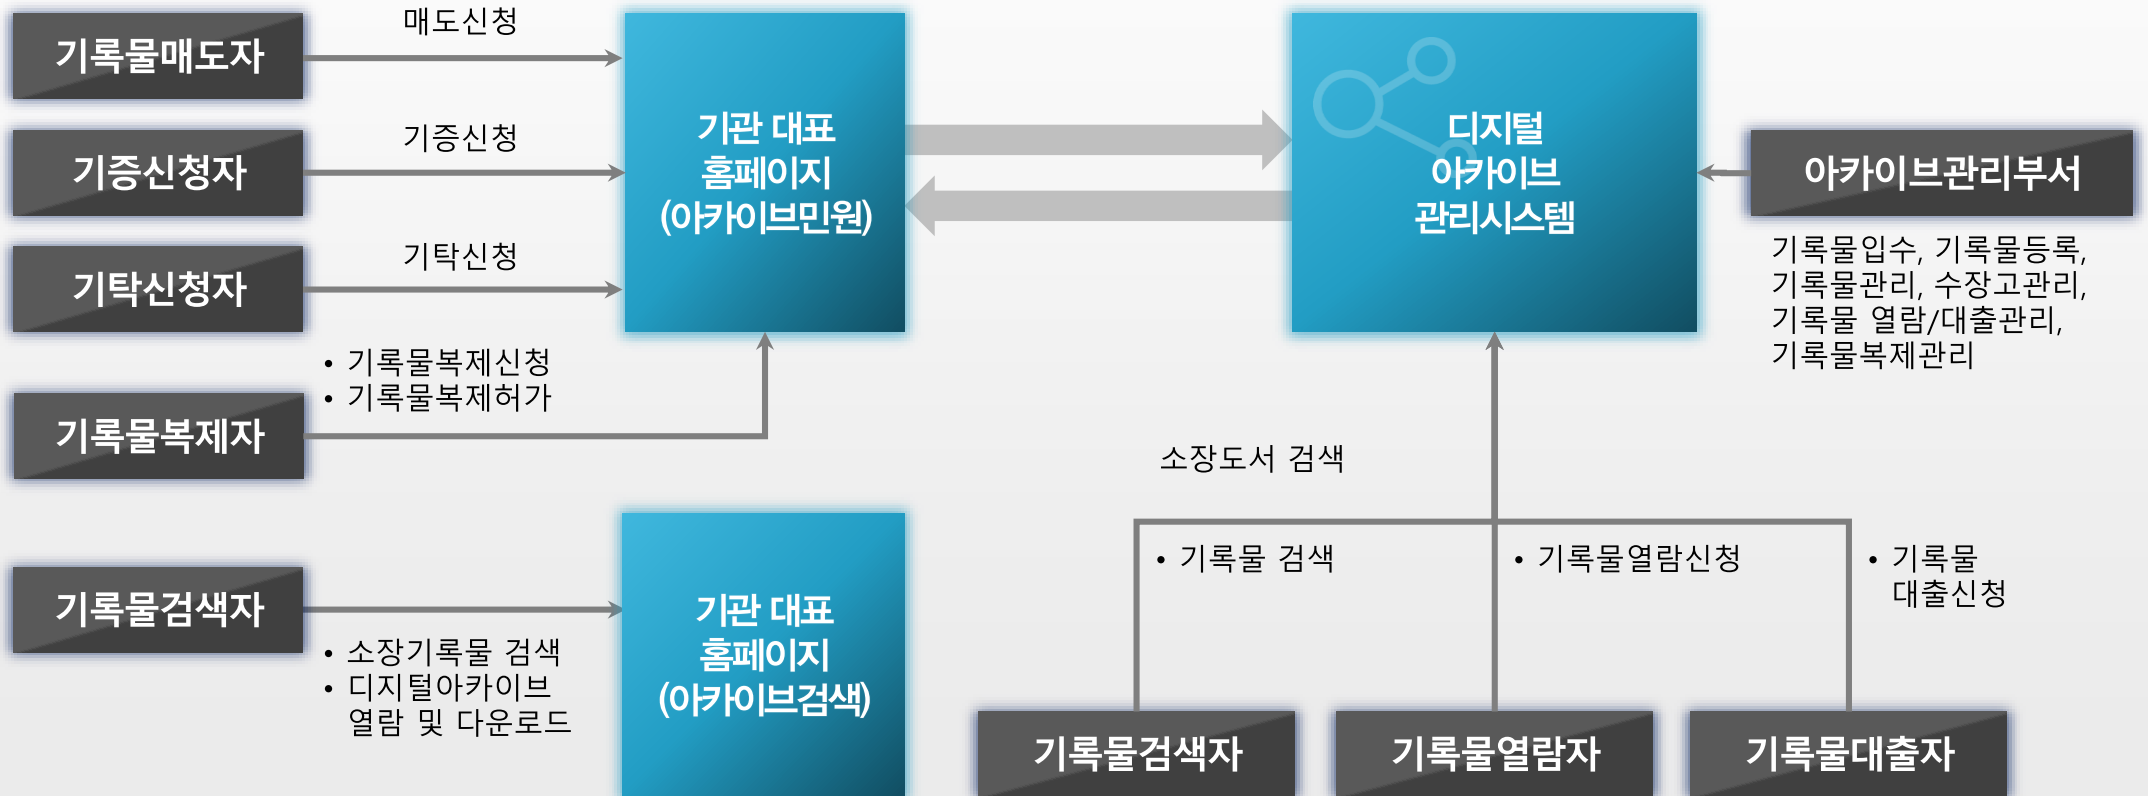 기록물매도자
매도신청
기증신청자
기증신청
기탁신청자
기탁신청
기관 대표
홈페이지
(아카이브민원)
디지털
아카이브
관리시스템
아카이브관리부서
기록물입수, 기록물등록,
기록물관리, 수장고관리,
기록물 열람/대출관리,
기록물복제관리
• 기록물복제신청
• 기록물복제허가
기록물복제자
소장도서 검색
기록물검색자
• 소장기록물 검색
• 디지털아카이브
열람 및 다운로드
기관 대표
홈페이지
(아카이브검색)
• 기록물 검색
• 기록물열람신청
• 기록물
대출신청
기록물검색자
기록물열람자
기록물대출자